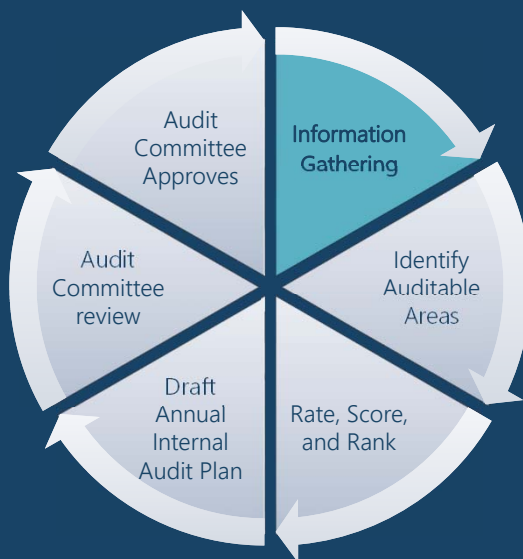 Information
Gathering
Identify
Auditable
Areas
Rate, Score,
and Rank
Draft
Annual
Internal
Audit Plan
Audit
Committee
review
Audit
Committee
Approves